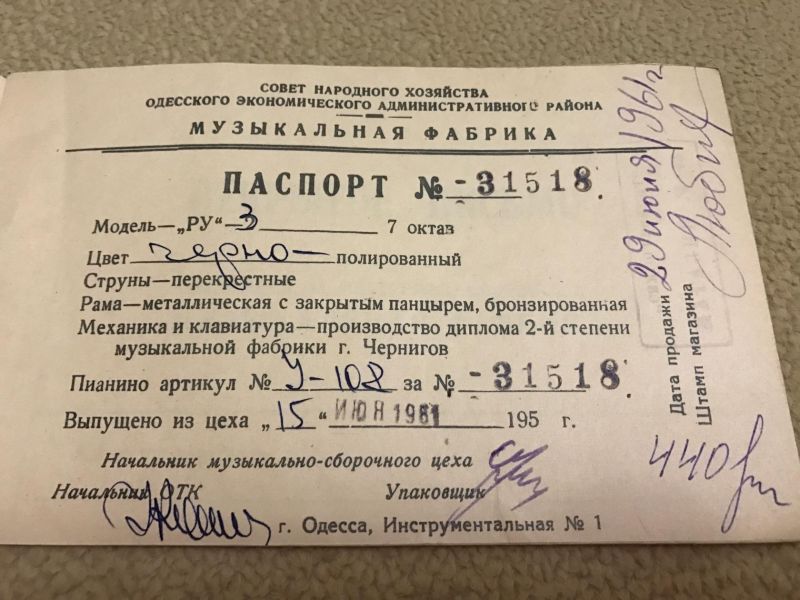 СОВЕТ НАРОДНОГО ХОЗЯЙСТВА
ОДЕССКОГО ЭКОНОМИЧЕСКОГО АДМИНИСТРАТИВНОГО РАЙОНА
МУЗЫКАЛЬНАЯ ФАБРИКА
ПАСПОРТ № -31518
Модель—„РУ“ 3 7 октав
Цвет черно— полированный
Струны—перекрестные
Рама—металлическая с закрытым панцырем, бронзированная
Механика и клавиатура—производство диплома 2-й степени
музыкальной фабрики г. Чернигов
Пианино артикул № У-108 за № -31518
Выпущено из цеха „15“ ИЮН 1961 195 г.
Начальник музыкально-сборочного цеха
Начальник ОТК Упаковщик
г. Одесса, Инструментальная № 1
Дата продажи 29 июня 1961г
Штамп магазина
440